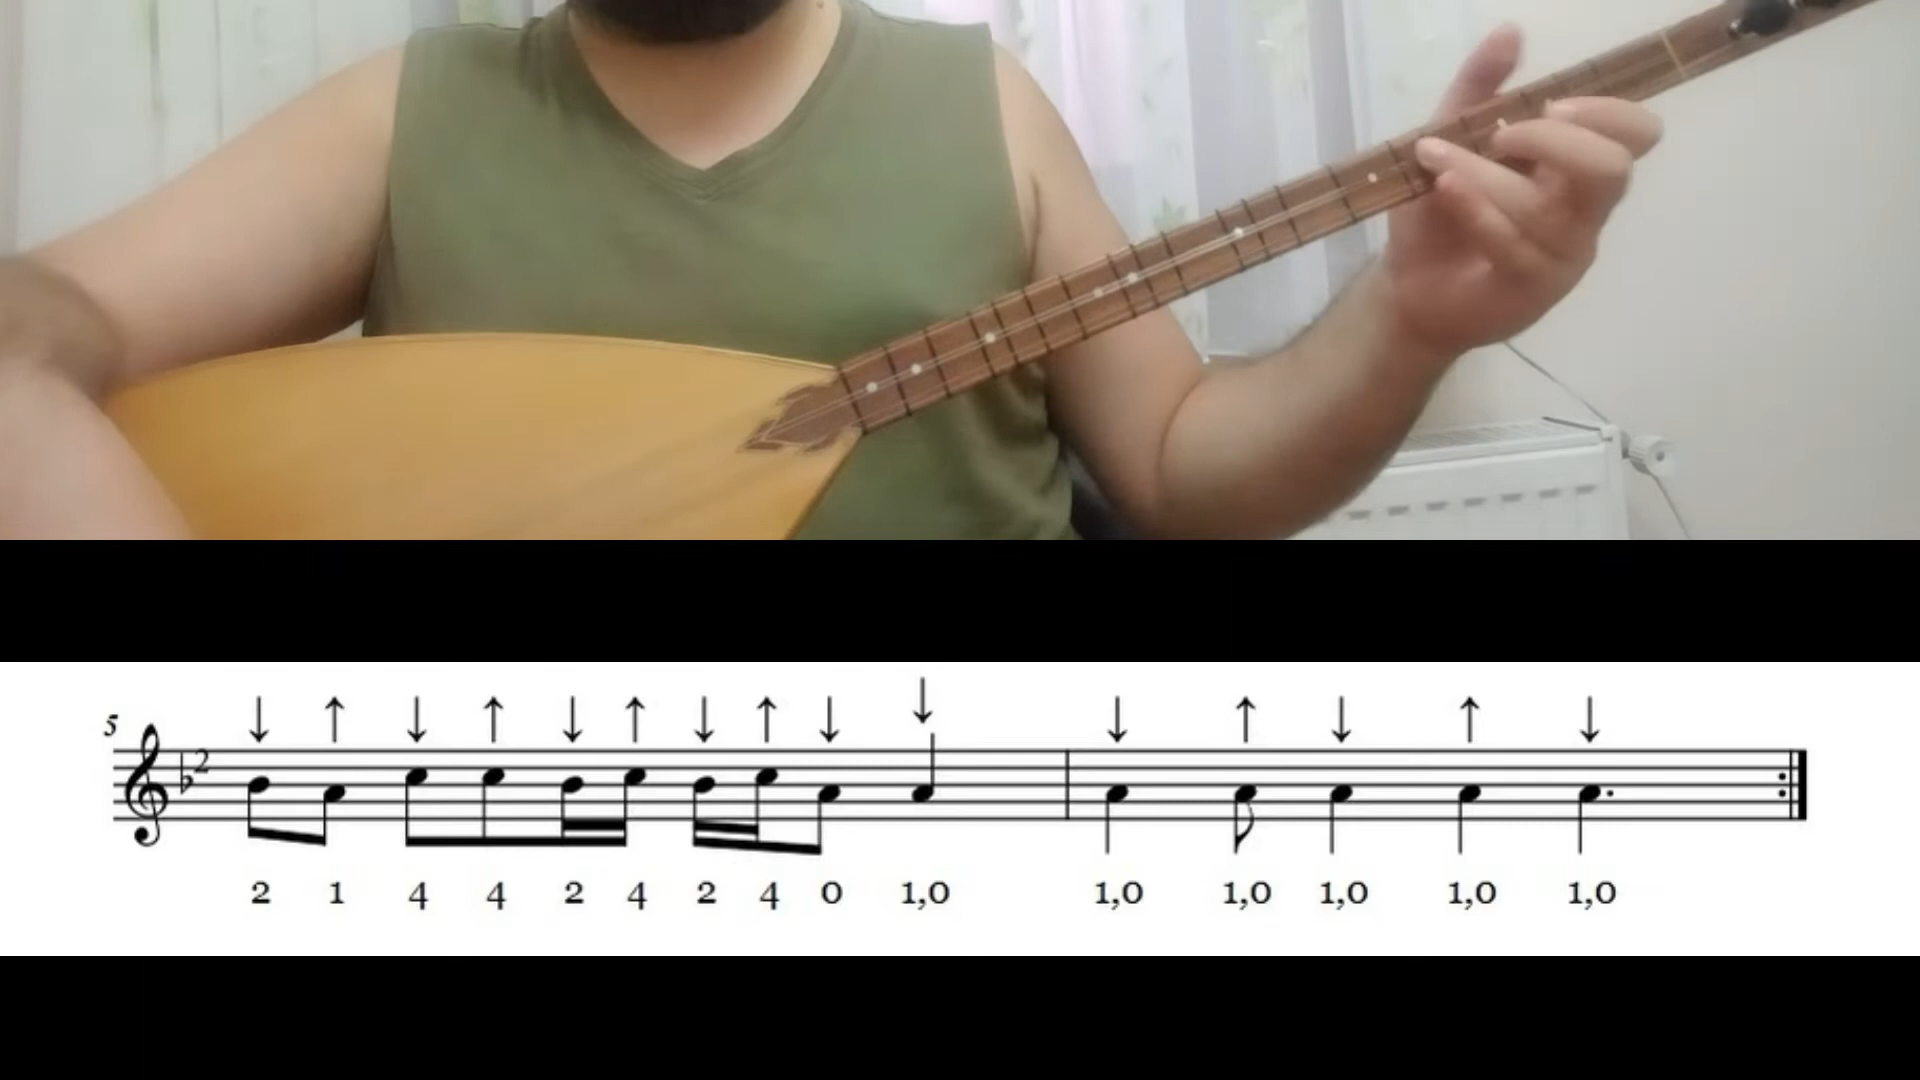 5
↓ ↑ ↓ ↑ ↓ ↑ ↓ ↑ ↓ ↓ ↓ ↑ ↓ ↑ ↓
2
2 1 4 4 2 4 2 4 0 1,0 1,0 1,0 1,0 1,0 1,0